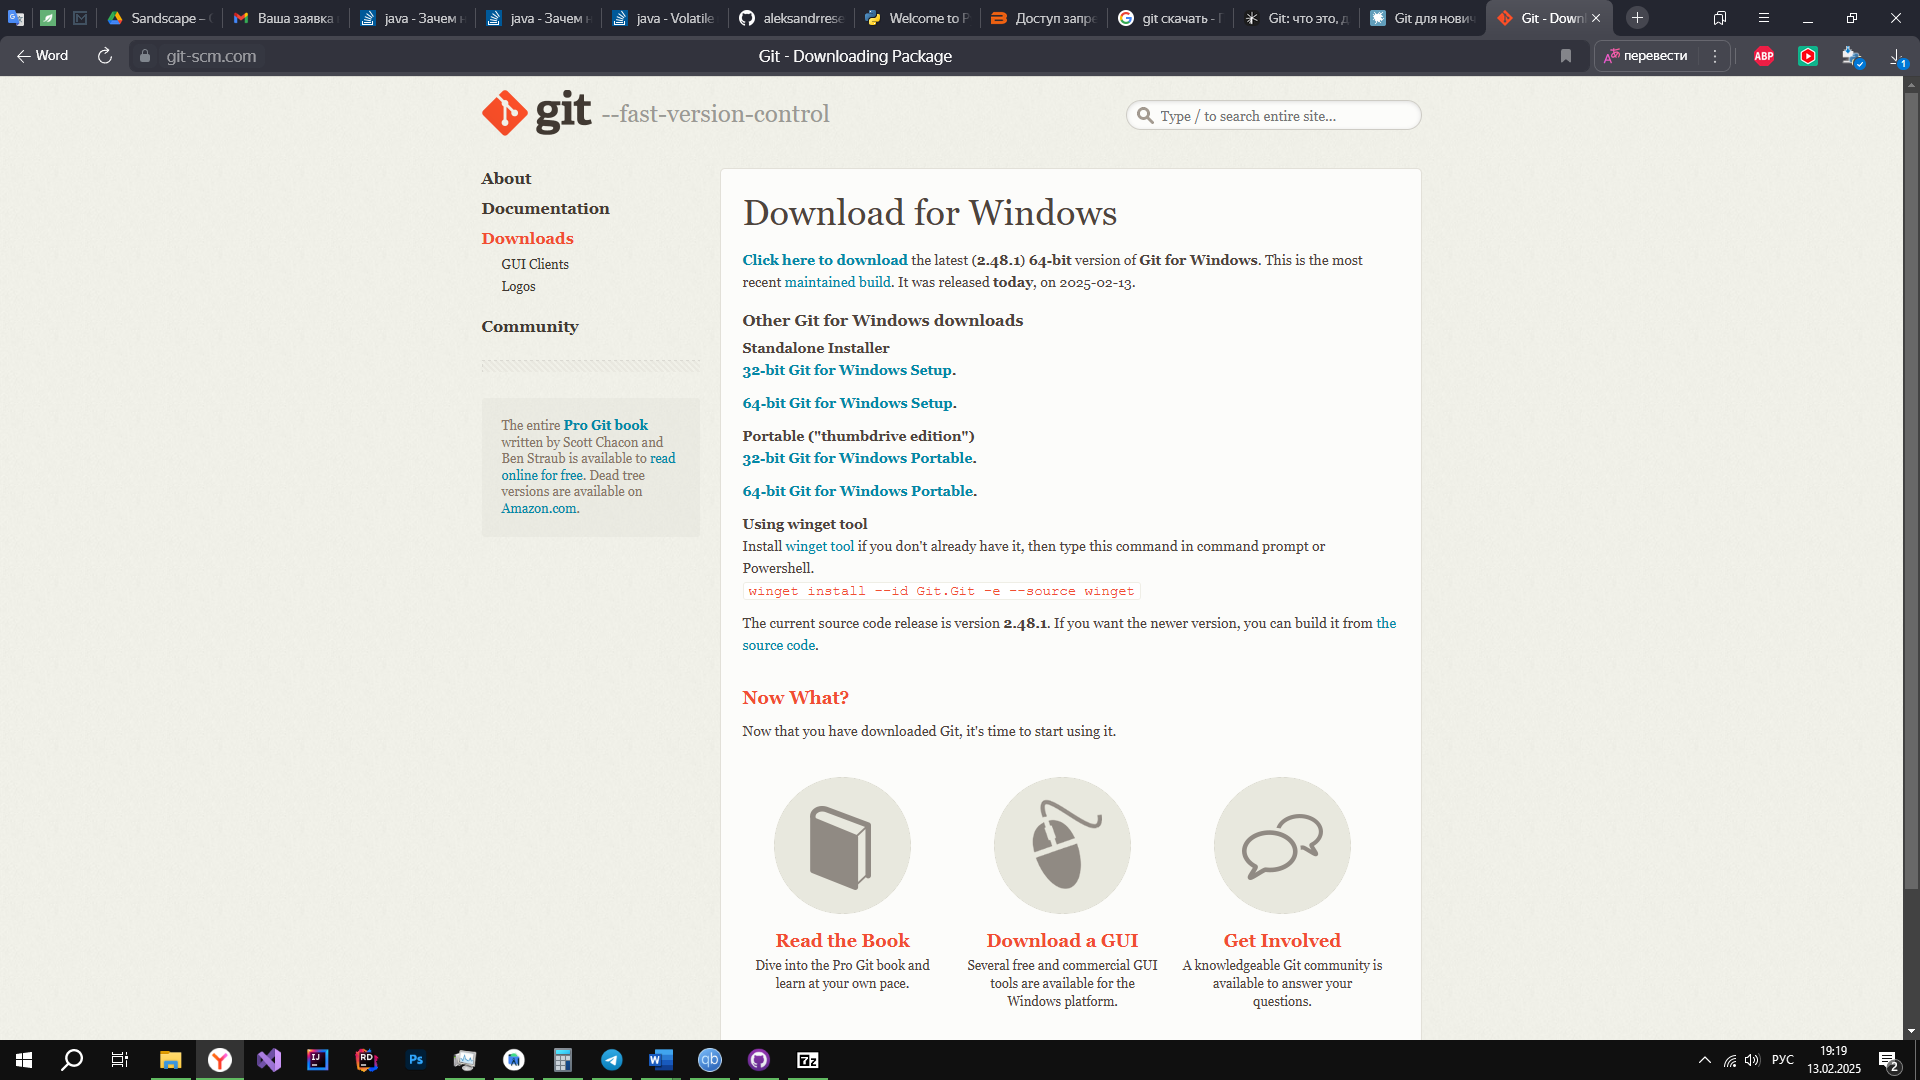 Sandscape –
Ваша заявка
java - Зачем
java - Зачем
java - Volatile
aleksandrrese
Welcome to P
Доступ запре
git скачать - Г
Git: что это, д
Git для нович
Git - Down
Word
git-scm.com
Git - Downloading Package
перевести
ABP
1
git --fast-version-control
Type / to search entire site...
About
Documentation
Downloads
GUI Clients
Logos
Community
The entire Pro Git book
written by Scott Chacon and
Ben Straub is available to read
online for free. Dead tree
versions are available on
Amazon.com.
Download for Windows
Click here to download the latest (2.48.1) 64-bit version of Git for Windows. This is the most
recent maintained build. It was released today, on 2025-02-13.
Other Git for Windows downloads
Standalone Installer
32-bit Git for Windows Setup.
64-bit Git for Windows Setup.
Portable ("thumbdrive edition")
32-bit Git for Windows Portable.
64-bit Git for Windows Portable.
Using winget tool
Install winget tool if you don't already have it, then type this command in command prompt or
Powershell.
winget install --id Git.Git -e --source winget
The current source code release is version 2.48.1. If you want the newer version, you can build it from the
source code.
Now What?
Now that you have downloaded Git, it's time to start using it.
Read the Book
Dive into the Pro Git book and
learn at your own pace.
Download a GUI
Several free and commercial GUI
tools are available for the
Windows platform.
Get Involved
A knowledgeable Git community is
available to answer your
questions.
IJ
RD
Ps
W
qb
7z
РУС
19:19
13.02.2025
2